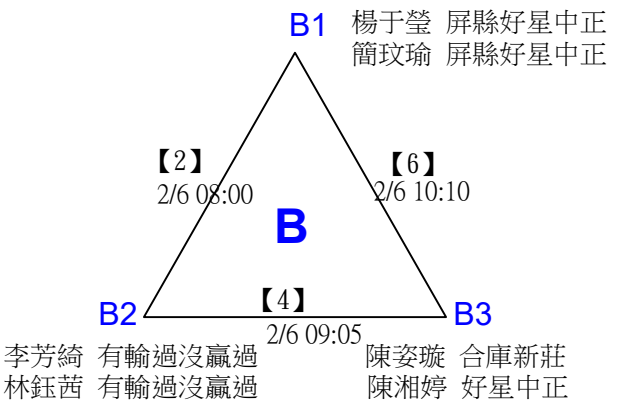 B1
楊于瑩 屏縣好星中正
簡玟瑜 屏縣好星中正
【2】
2/6 08:00
【6】
2/6 10:10
B
【4】
2/6 09:05
B2
B3
李芳綺 有輸過沒贏過
林鈺茜 有輸過沒贏過
陳姿璇 合庫新莊
陳湘婷 好星中正